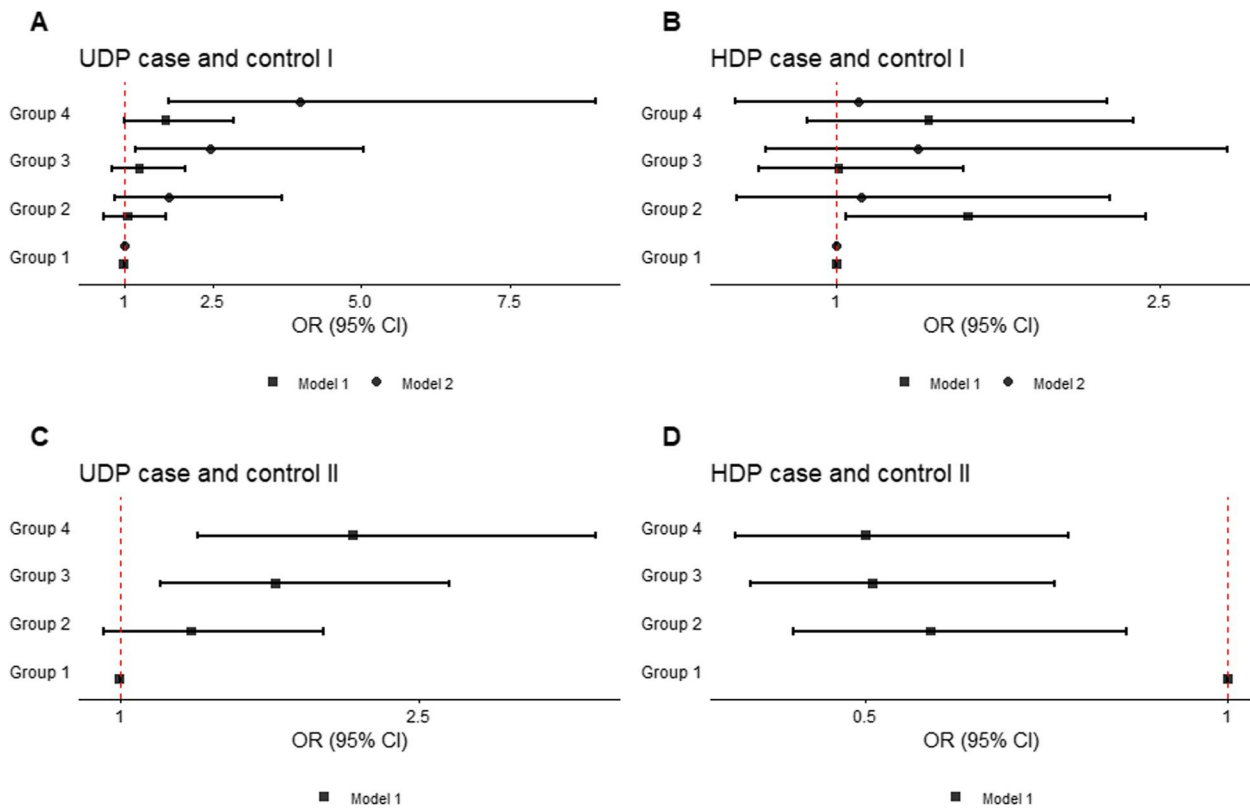 A
UDP case and control I
Group 4
Group 3
Group 2
Group 1
1 2.5 5.0 7.5
OR (95% CI)
Model 1 Model 2
B
HDP case and control I
Group 4
Group 3
Group 2
Group 1
1 2.5
OR (95% CI)
Model 1 Model 2
C
UDP case and control II
Group 4
Group 3
Group 2
Group 1
1 2.5
OR (95% CI)
Model 1
D
HDP case and control II
Group 4
Group 3
Group 2
Group 1
0.5 1
OR (95% CI)
Model 1